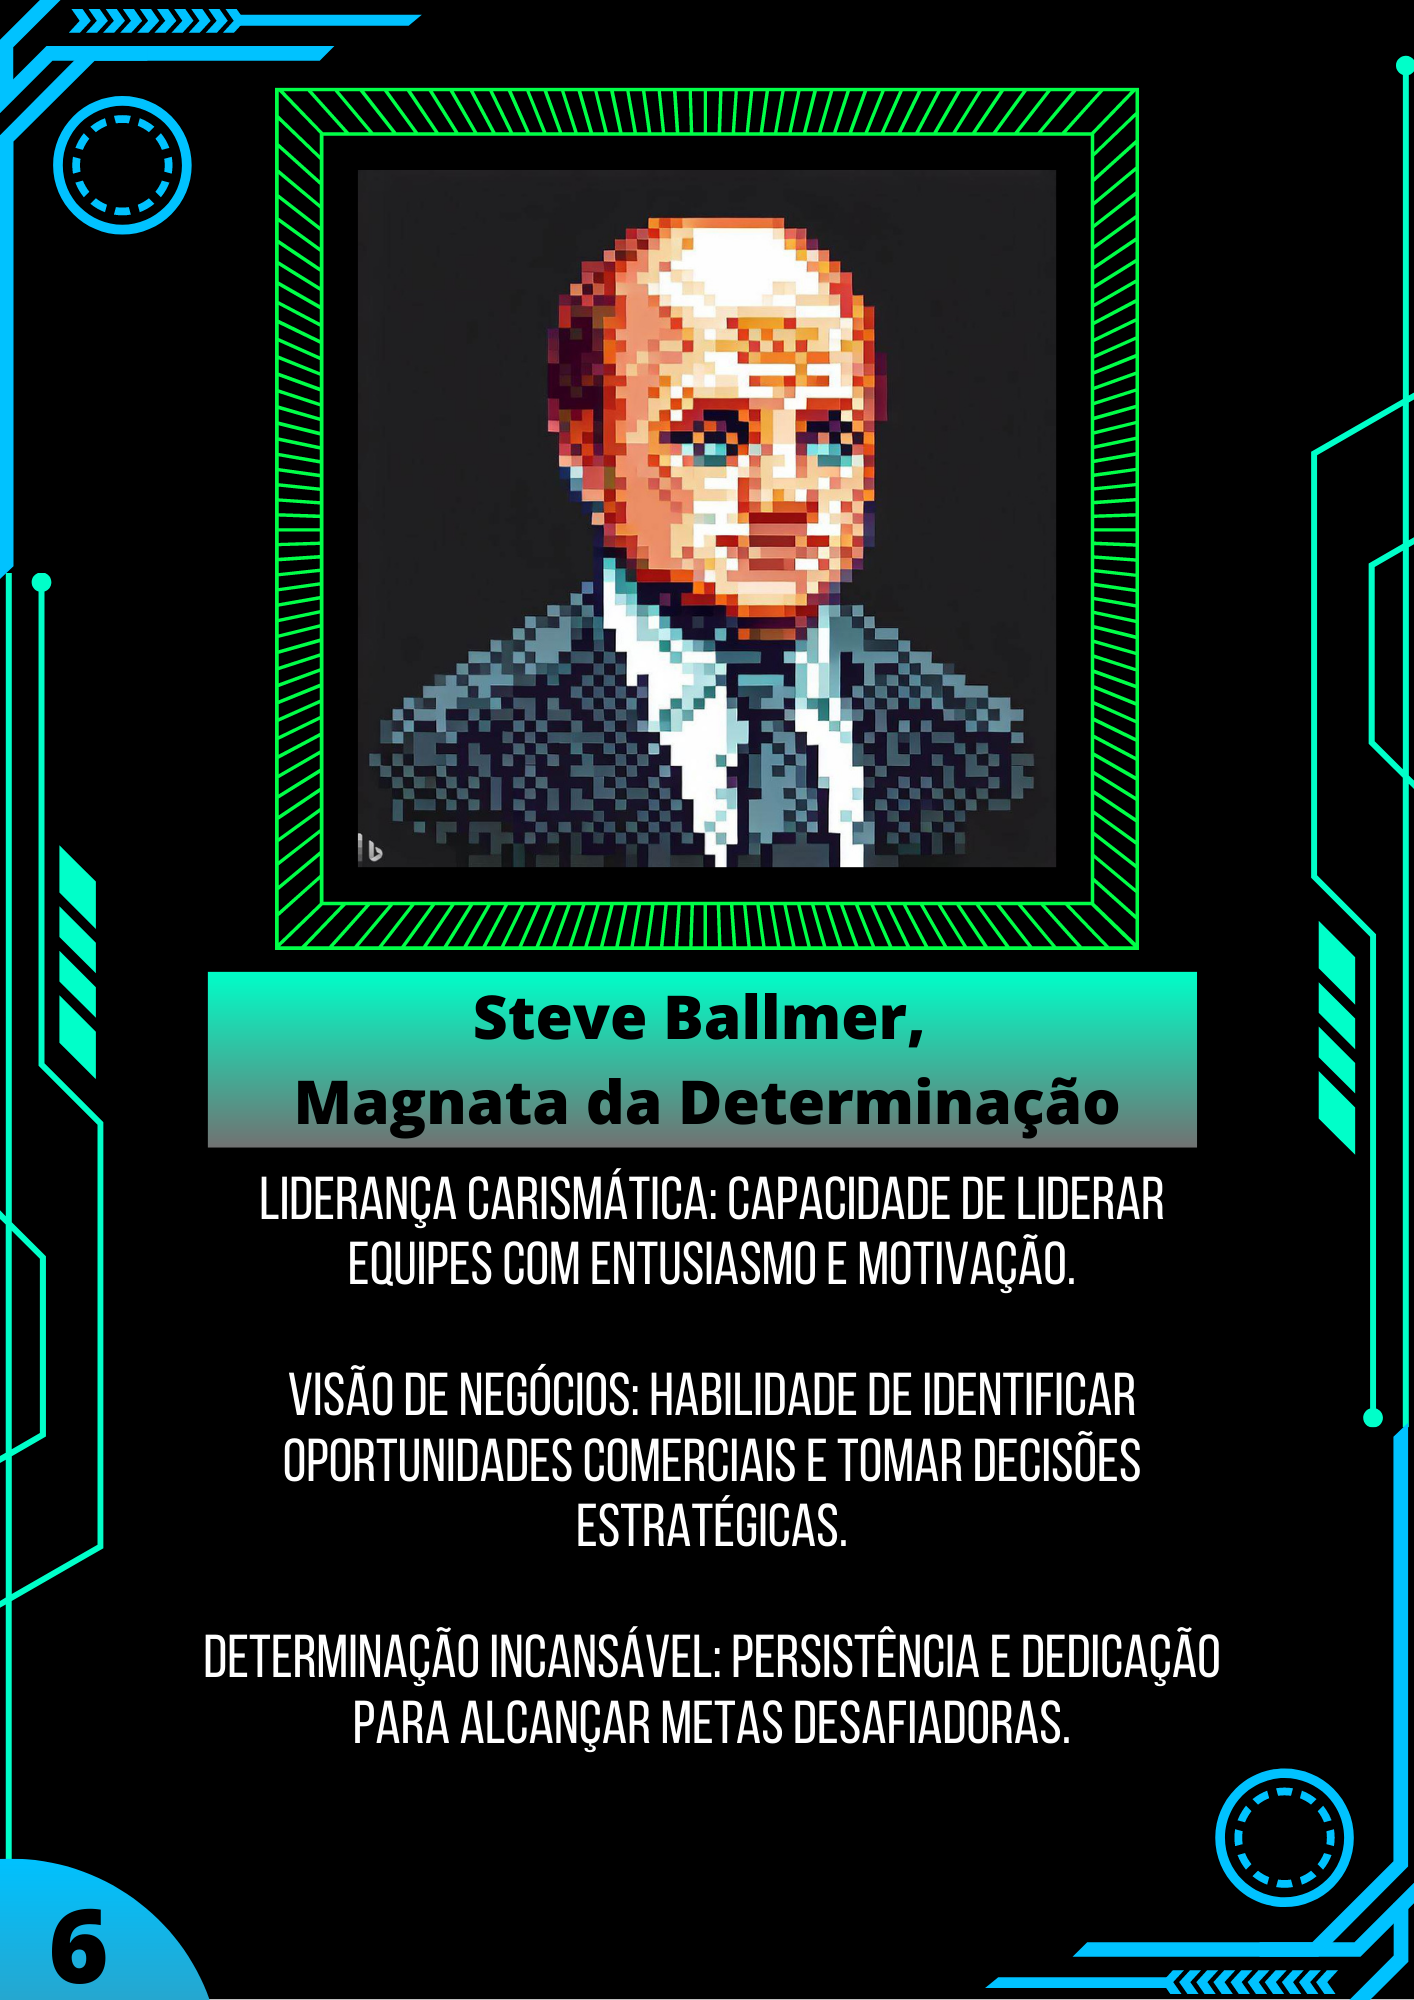 Steve Ballmer,
Magnata da Determinação
LIDERANÇA CARISMÁTICA: CAPACIDADE DE LIDERAR
EQUIPES COM ENTUSIASMO E MOTIVAÇÃO.
VISÃO DE NEGÓCIOS: HABILIDADE DE IDENTIFICAR
OPORTUNIDADES COMERCIAIS E TOMAR DECISÕES
ESTRATÉGICAS.
DETERMINAÇÃO INCANSÁVEL: PERSISTÊNCIA E DEDICAÇÃO
PARA ALCANÇAR METAS DESAFIADORAS.
6